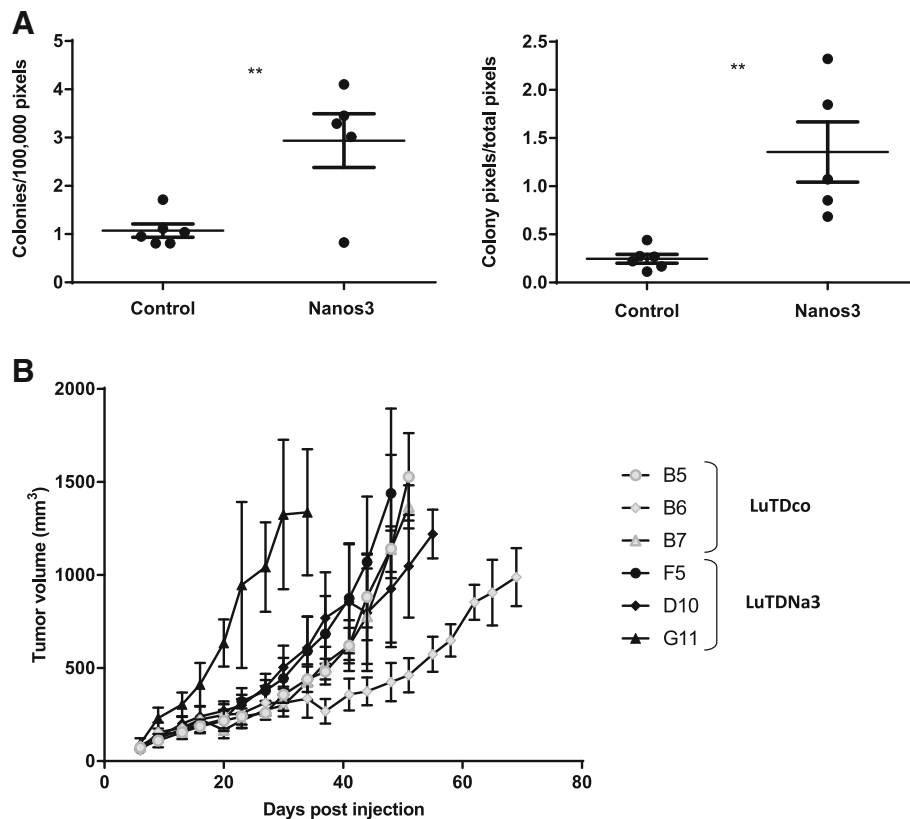 A
Colonies/100,000 pixels
5
4
3
2
1
0
**
Control
Nanos3
Colony pixels/total pixels
2.5
2.0
1.5
1.0
0.5
0.0
**
Control
Nanos3
B
Tumor volume (mm³)
2000
1500
1000
500
0
0
20
40
60
80
Days post injection
B5
B6
B7
LuTDco
F5
D10
G11
LuTDNa3